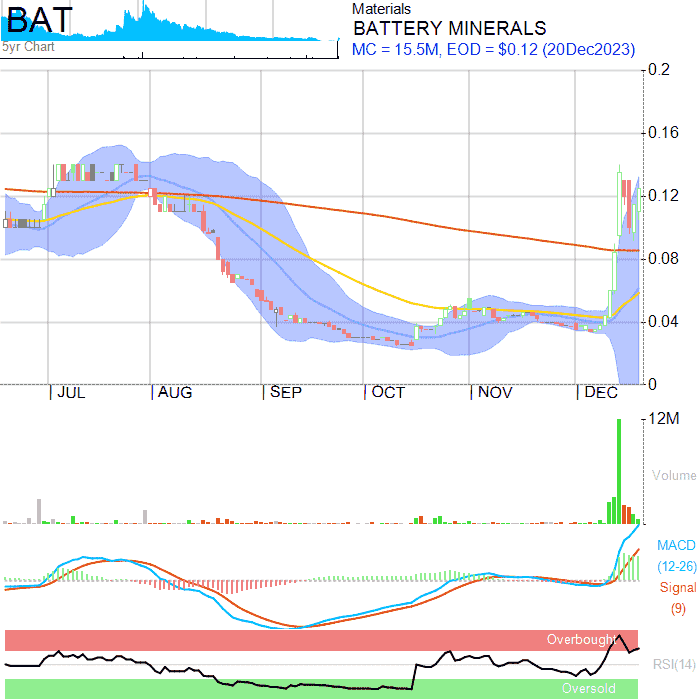 BAT
5yr Chart
Materials
BATTERY MINERALS
MC = 15.5M, EOD = $0.12 (20Dec2023)
0.2
0.16
0.12
0.08
0.04
0
JUL AUG SEP OCT NOV DEC
12M
Volume
MACD
(12-26)
Signal
(9)
Overbought
RSI(14)
Oversold